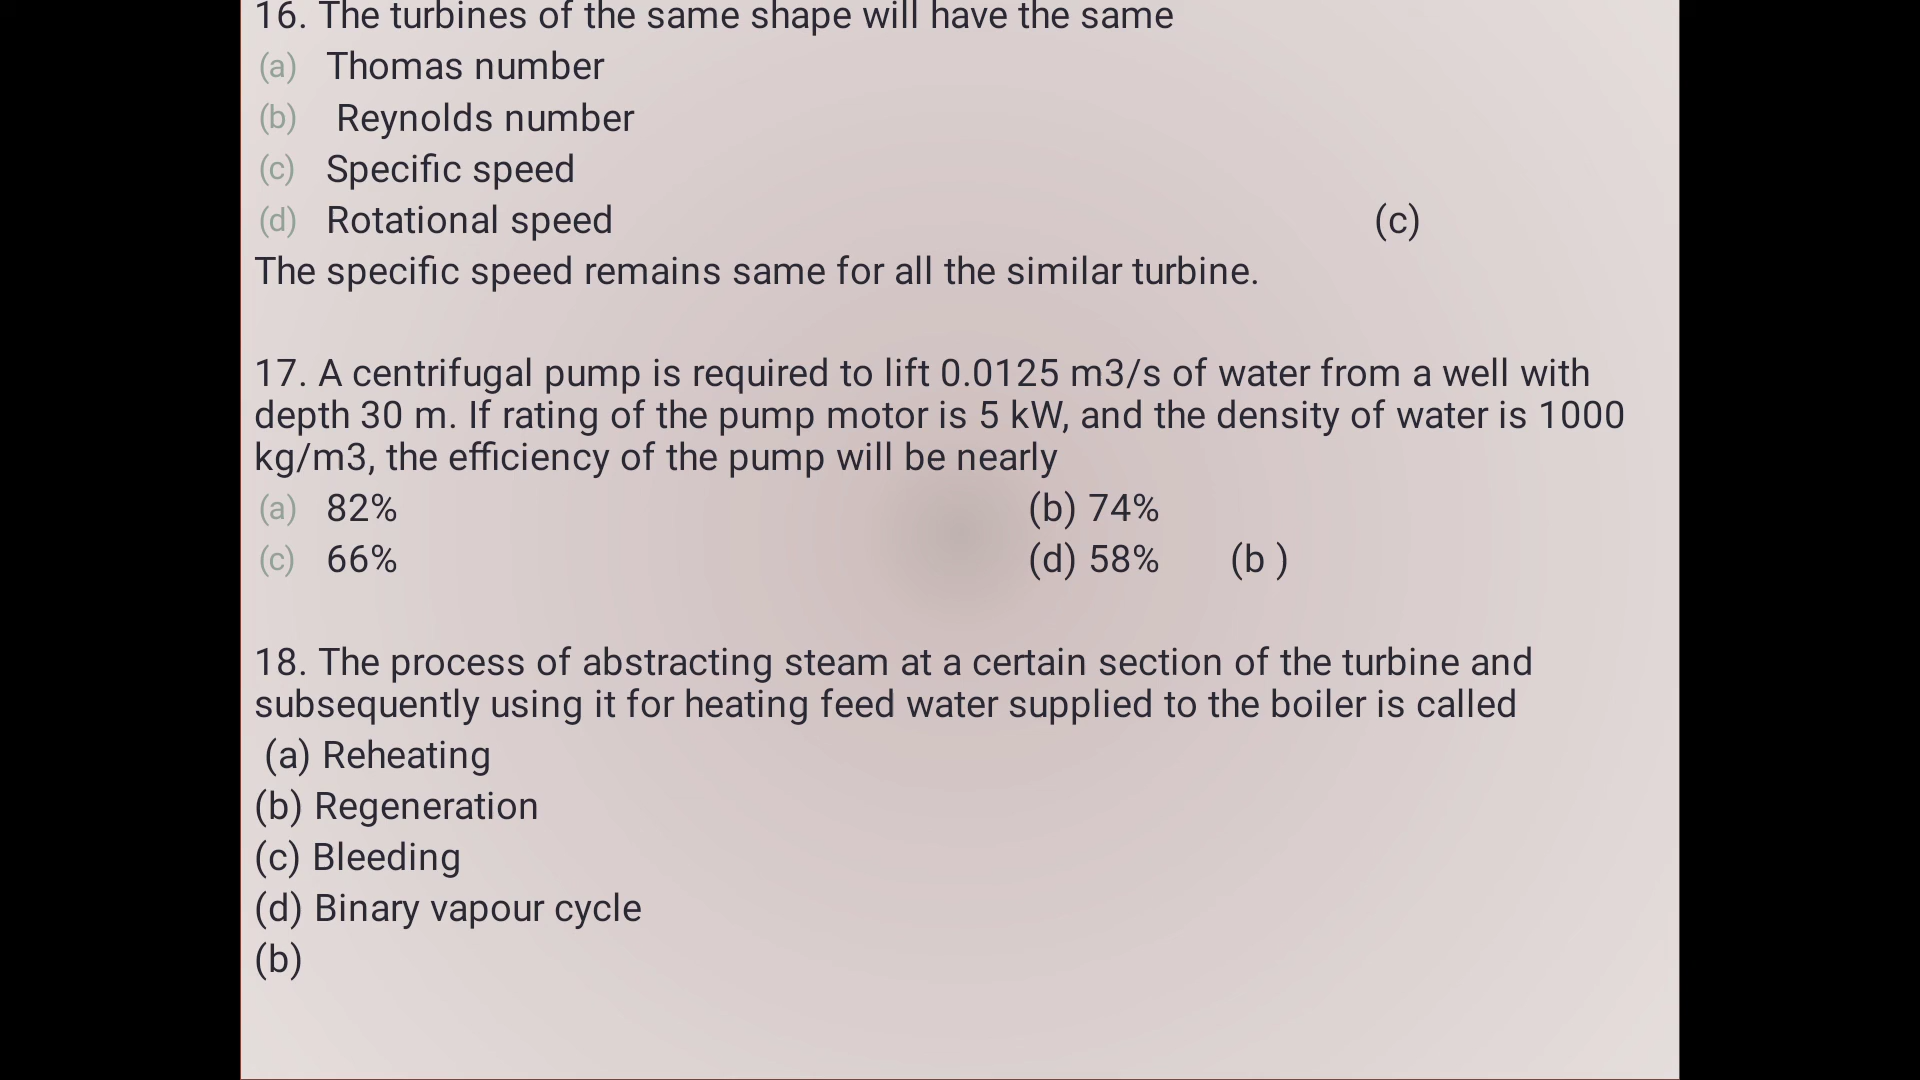 16. The turbines of the same shape will have the same
(a) Thomas number
(b) Reynolds number
(c) Specific speed
(d) Rotational speed (c)
The specific speed remains same for all the similar turbine.
17. A centrifugal pump is required to lift 0.0125 m3/s of water from a well with
depth 30 m. If rating of the pump motor is 5 kW, and the density of water is 1000
kg/m3, the efficiency of the pump will be nearly
(a) 82% (b) 74%
(c) 66% (d) 58% (b )
18. The process of abstracting steam at a certain section of the turbine and
subsequently using it for heating feed water supplied to the boiler is called
(a) Reheating
(b) Regeneration
(c) Bleeding
(d) Binary vapour cycle
(b)